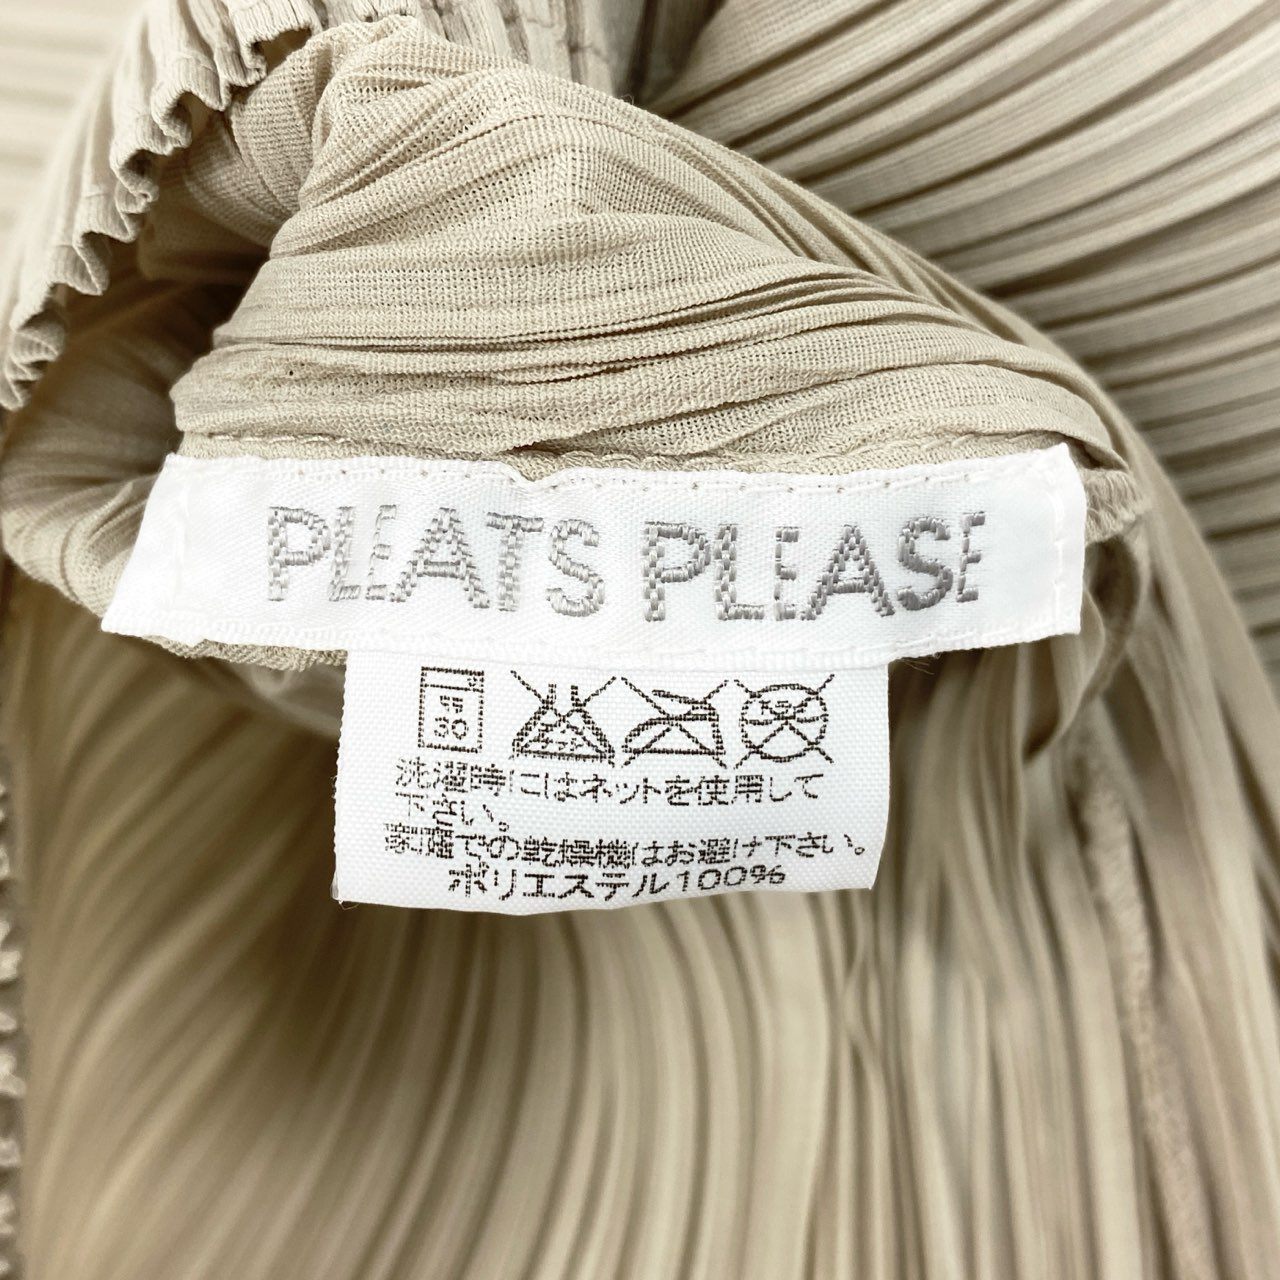 PLEATS PLEASE
弱
30
洗濯時にはネットを使用して
下さい。
家庭での乾燥機はお避け下さい。
ポリエステル100%